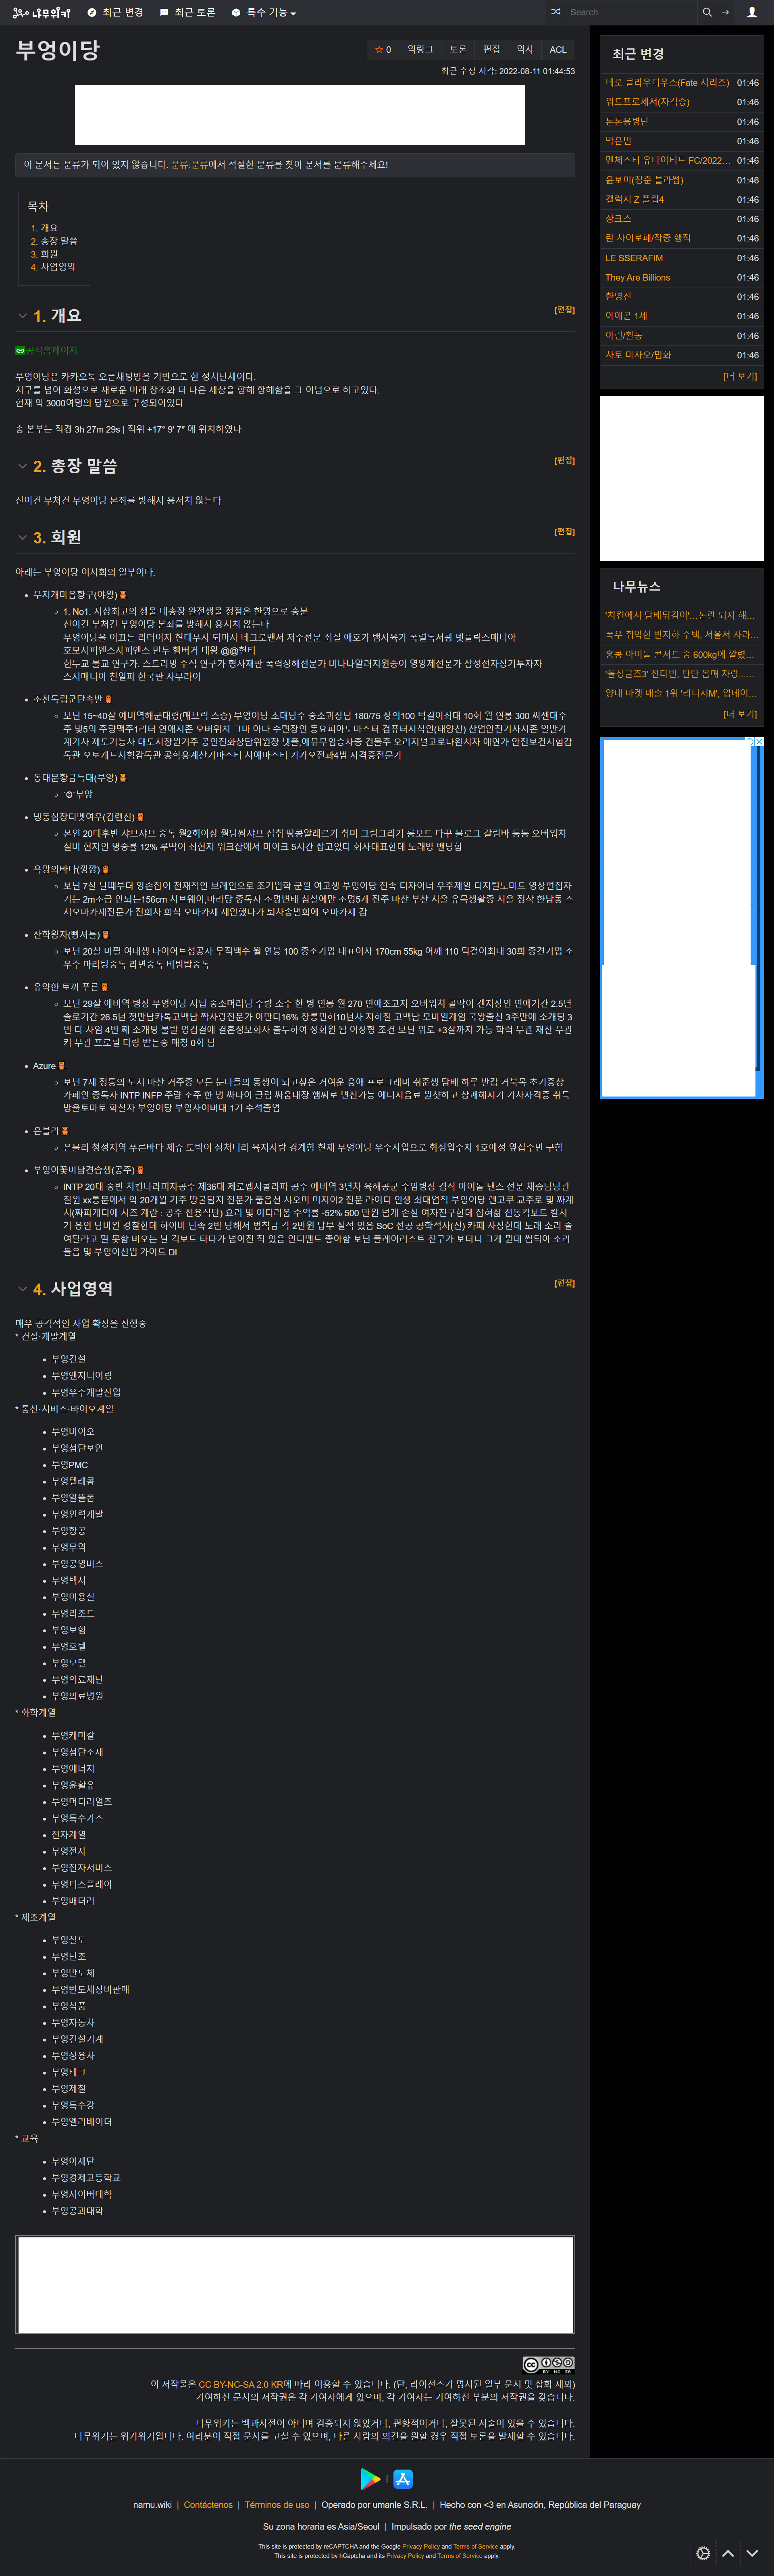 나무위키 최근 변경 최근 토론 특수 기능 Search
부엉이당
☆ 0 역링크 토론 편집 역사 ACL
최근 수정 시각: 2022-08-11 01:44:53
이 문서는 분류가 되어 있지 않습니다. 분류:분류에서 적절한 분류를 찾아 문서를 분류해주세요!
목차
1. 개요
2. 총장 말씀
3. 회원
4. 사업영역
1. 개요 [편집]
공식홈페이지
부엉이당은 카카오톡 오픈채팅방을 기반으로 한 정치단체이다.
지구를 넘어 화성으로 새로운 미래 창조와 더 나은 세상을 향해 항해함을 그 이념으로 하고있다.
현재 약 3000여명의 당원으로 구성되어있다
총 본부는 적경 3h 27m 29s | 적위 +17° 9' 7" 에 위치하였다
2. 총장 말씀 [편집]
신이건 부처건 부엉이당 본좌를 방해시 용서치 않는다
3. 회원 [편집]
아래는 부엉이당 이사회의 일부이다.
무지개마음황구(야왕)
1. No1. 지상최고의 생물 대총장 완전생물 정점은 한명으로 충분
신이건 부처건 부엉이당 본좌를 방해시 용서치 않는다
부엉이당을 이끄는 리더이자 현대무사 퇴마사 네크로맨서 저주전문 쇠질 애호가 뱀사육가 폭렬독서광 넷플릭스매니아
호모사피엔스사피엔스 만두 햄버거 대왕 @@헌터
힌두교 불교 연구가. 스트리밍 주식 연구가 형사재판 폭력상해전문가 바나나알러지원숭이 영양제전문가 삼성전자장기투자자
스시매니아 친일파 한국판 사무라이
조선독립군단속반
보닌 15~40살 예비역해군대령(매브릭 스승) 부엉이당 초대당주 중소과장님 180/75 상의100 턱걸이최대 10회 월 연봉 300 써젠대주
주 빚5억 주량맥주1리터 연애지존 오버워치 그마 아나 수면장인 동요피아노마스터 컴퓨터지식인(태양신) 산업안전기사지존 일반기
계기사 제도기능사 대도시장원거주 공인전화상담위원장 넷플,애뮤무임승차중 건물주 오리지널고로나완치자 에연가 안전보건시험감
독관 오토캐드시험감독관 공학용계산기마스터 서예마스터 카카오전과4범 자격증전문가
동대문황금늑대(부앙)
부앙
냉동심장티벳여우(김랜선)
본인 20대후반 샤브샤브 중독 월2회이상 월남쌈샤브 섭취 땅콩알레르기 취미 그림그리기 롱보드 다꾸 블로그 칼림바 등등 오버워치
실버 현지인 명중률 12% 루떡이 최현지 워크샵에서 마이크 5시간 잡고있다 회사대표한테 노래방 밴당함
욕망의바다(낑깡)
보닌 7살 날때부터 양손잡이 천재적인 브레인으로 조기입학 군필 여고생 부엉이당 전속 디자이너 우주제일 디지털노마드 영상편집자
키는 2m조금 안되는156cm 서브웨이,마라탕 중독자 조명변태 침실에만 조명5개 진주 마산 부산 서울 유목생활중 서울 정착 한남동 스
시오마카세전문가 전회사 회식 오마카세 제안했다가 퇴사송별회에 오마카세 감
잔학왕자(삥셔틀)
보닌 20살 미필 여대생 다이어트성공자 무직백수 월 연봉 100 중소기업 대표이사 170cm 55kg 어깨 110 턱걸이최대 30회 중견기업 소
우주 마라탕중독 라면중독 비빔밥중독
유약한 토끼 푸른
보닌 29살 예비역 병장 부엉이당 시닙 중소머리님 주량 소주 한 병 연봉 월 270 연애초고자 오버워치 골딱이 겐지장인 연애기간 2.5년
솔로기간 26.5년 첫만남카톡고백남 짝사랑전문가 아만다16% 장롱면허10년차 지하철 고백남 모바일게임 국왕출신 3주만에 소개팅 3
번 다 차임 4번 째 소개팅 불발 엉겁결에 결혼정보회사 출두하여 정회원 됨 이상형 조건 보닌 위로 +3살까지 가능 학력 무관 재산 무관
키 무관 프로필 다량 받는중 매칭 0회 남
Azure
보닌 7세 정통의 도시 마산 거주중 모든 눈나들의 동생이 되고싶은 커여운 음메 프로그래머 취준생 담배 하루 반갑 거북목 초기증상
카페인 중독자 INTP INFP 주량 소주 한 병 싸나이 클럽 싸움대장 햄찌로 변신가능 에너지음료 원샷하고 상쾌해지기 기사자격증 취득
방울토마토 학살자 부엉이당 부엉사이버대 1기 수석졸업
은블리
은블리 청정지역 푸른바다 제쥬 토박이 섬처녀라 육지사람 경계함 현재 부엉이당 우주사업으로 화성입주자 1호예정 옆집주민 구함
부엉이꽃미남견습생(공주)
INTP 20대 중반 치킨나라피자공주 제36대 제로펩시콜라파 공주 예비역 3년차 육해공군 주임병장 겸직 아이돌 댄스 전문 채증담당관
철원 xx통문에서 약 20개월 거주 땅굴탐지 전문가 풀옵션 샤오미 미지아2 전문 라이더 인생 최대업적 부엉이당 랜고쿠 교주로 및 짜게
치(짜파게티에 치즈 계란 : 공주 전용식단) 요리 및 이더리움 수익률 -52% 500 만원 넘게 손실 여자친구한테 잡혀삶 전동킥보드 칼치
기 용인 남바완 경찰한테 하이바 단속 2번 당해서 범칙금 각 2만원 납부 실적 있음 SoC 전공 공학석사(진) 카페 사장한테 노래 소리 줄
여달라고 말 못함 비오는 날 킥보드 타다가 넘어진 적 있음 인디밴드 좋아함 보닌 플레이리스트 친구가 보더니 그게 뭔데 씹덕아 소리
들음 및 부엉이신입 가이드 DI
4. 사업영역 [편집]
매우 공격적인 사업 확장을 진행중
* 건설·개발계열
부엉건설
부엉엔지니어링
부엉우주개발산업
* 통신·서비스·바이오계열
부엉바이오
부엉첨단보안
부엉PMC
부엉텔레콤
부엉알뜰폰
부엉인력개발
부엉항공
부엉무역
부엉공영버스
부엉택시
부엉미용실
부엉리조트
부엉보험
부엉호텔
부엉모텔
부엉의료재단
부엉의료병원
* 화학계열
부엉케미칼
부엉첨단소재
부엉에너지
부엉윤활유
부엉머티리얼즈
부엉특수가스
전자계열
부엉전자
부엉전자서비스
부엉디스플레이
부엉배터리
* 제조계열
부엉철도
부엉단조
부엉반도체
부엉반도체장비판매
부엉식품
부엉자동차
부엉건설기계
부엉상용차
부엉테크
부엉제철
부엉특수강
부엉엘리베이터
* 교육
부엉이재단
부엉경제고등학교
부엉사이버대학
부엉공과대학
이 저작물은 CC BY-NC-SA 2.0 KR에 따라 이용할 수 있습니다. (단, 라이선스가 명시된 일부 문서 및 삽화 제외)
기여하신 문서의 저작권은 각 기여자에게 있으며, 각 기여자는 기여하신 부분의 저작권을 갖습니다.
나무위키는 백과사전이 아니며 검증되지 않았거나, 편향적이거나, 잘못된 서술이 있을 수 있습니다.
나무위키는 위키위키입니다. 여러분이 직접 문서를 고칠 수 있으며, 다른 사람의 의견을 원할 경우 직접 토론을 발제할 수 있습니다.
최근 변경
네로 클라우디우스(Fate 시리즈) 01:46
워드프로세서(자격증) 01:46
톤톤용병단 01:46
박은빈 01:46
맨체스터 유나이티드 FC/2022... 01:46
윤보미(청춘 블라썸) 01:46
갤럭시 Z 플립4 01:46
샹크스 01:46
란 사이로페/작중 행적 01:46
LE SSERAFIM 01:46
They Are Billions 01:46
한명진 01:46
아예곤 1세 01:46
아린/활동 01:46
사토 마사오/밈화 01:46
[더 보기]
나무뉴스
'치킨에서 담배튀김이'…논란 되자 해...
폭우 취약한 반지하 주택, 서울서 사라...
홍콩 아이돌 콘서트 중 600kg에 깔렸...
'돌싱글즈3' 전다빈, 탄탄 몸매 자랑...…
양대 마켓 매출 1위 '리니지M', 업데이...
[더 보기]
namu.wiki | Contáctenos | Términos de uso | Operado por umanle S.R.L. | Hecho con <3 en Asunción, República del Paraguay
Su zona horaria es Asia/Seoul | Impulsado por the seed engine
This site is protected by reCAPTCHA and the Google Privacy Policy and Terms of Service apply.
This site is protected by hCaptcha and its Privacy Policy and Terms of Service apply.